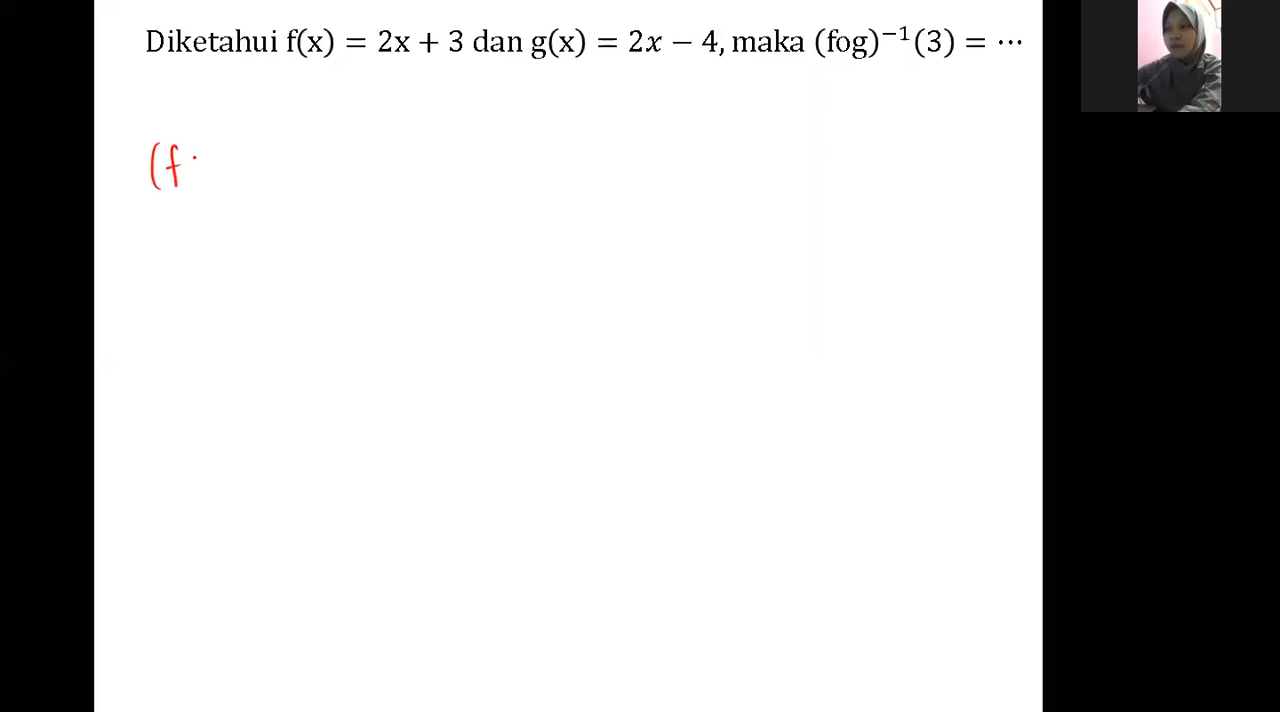 Diketahui f(x) = 2x + 3 dan g(x) = 2x − 4, maka (fog)⁻¹(3) = ⋯
(f